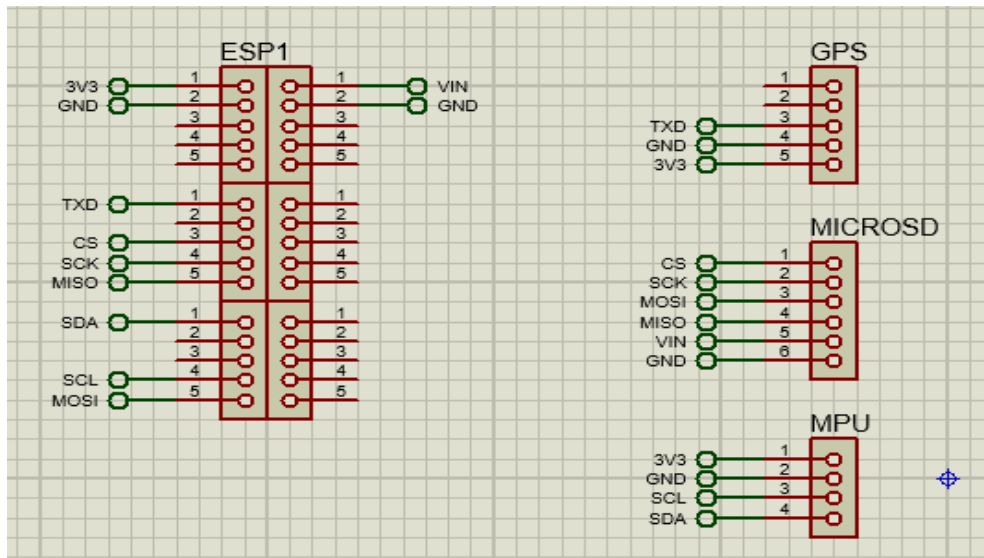 ESP1
3V3 1 1 VIN
GND 2 2 GND
3 3
4 4
5 5
TXD 1 1
2 2
CS 3 3
SCK 4 4
MISO 5 5
SDA 1 1
2 2
3 3
SCL 4 4
MOSI 5 5
GPS
1
2
TXD 3
GND 4
3V3 5
MICROSD
CS 1
SCK 2
MOSI 3
MISO 4
VIN 5
GND 6
MPU
3V3 1
GND 2
SCL 3
SDA 4